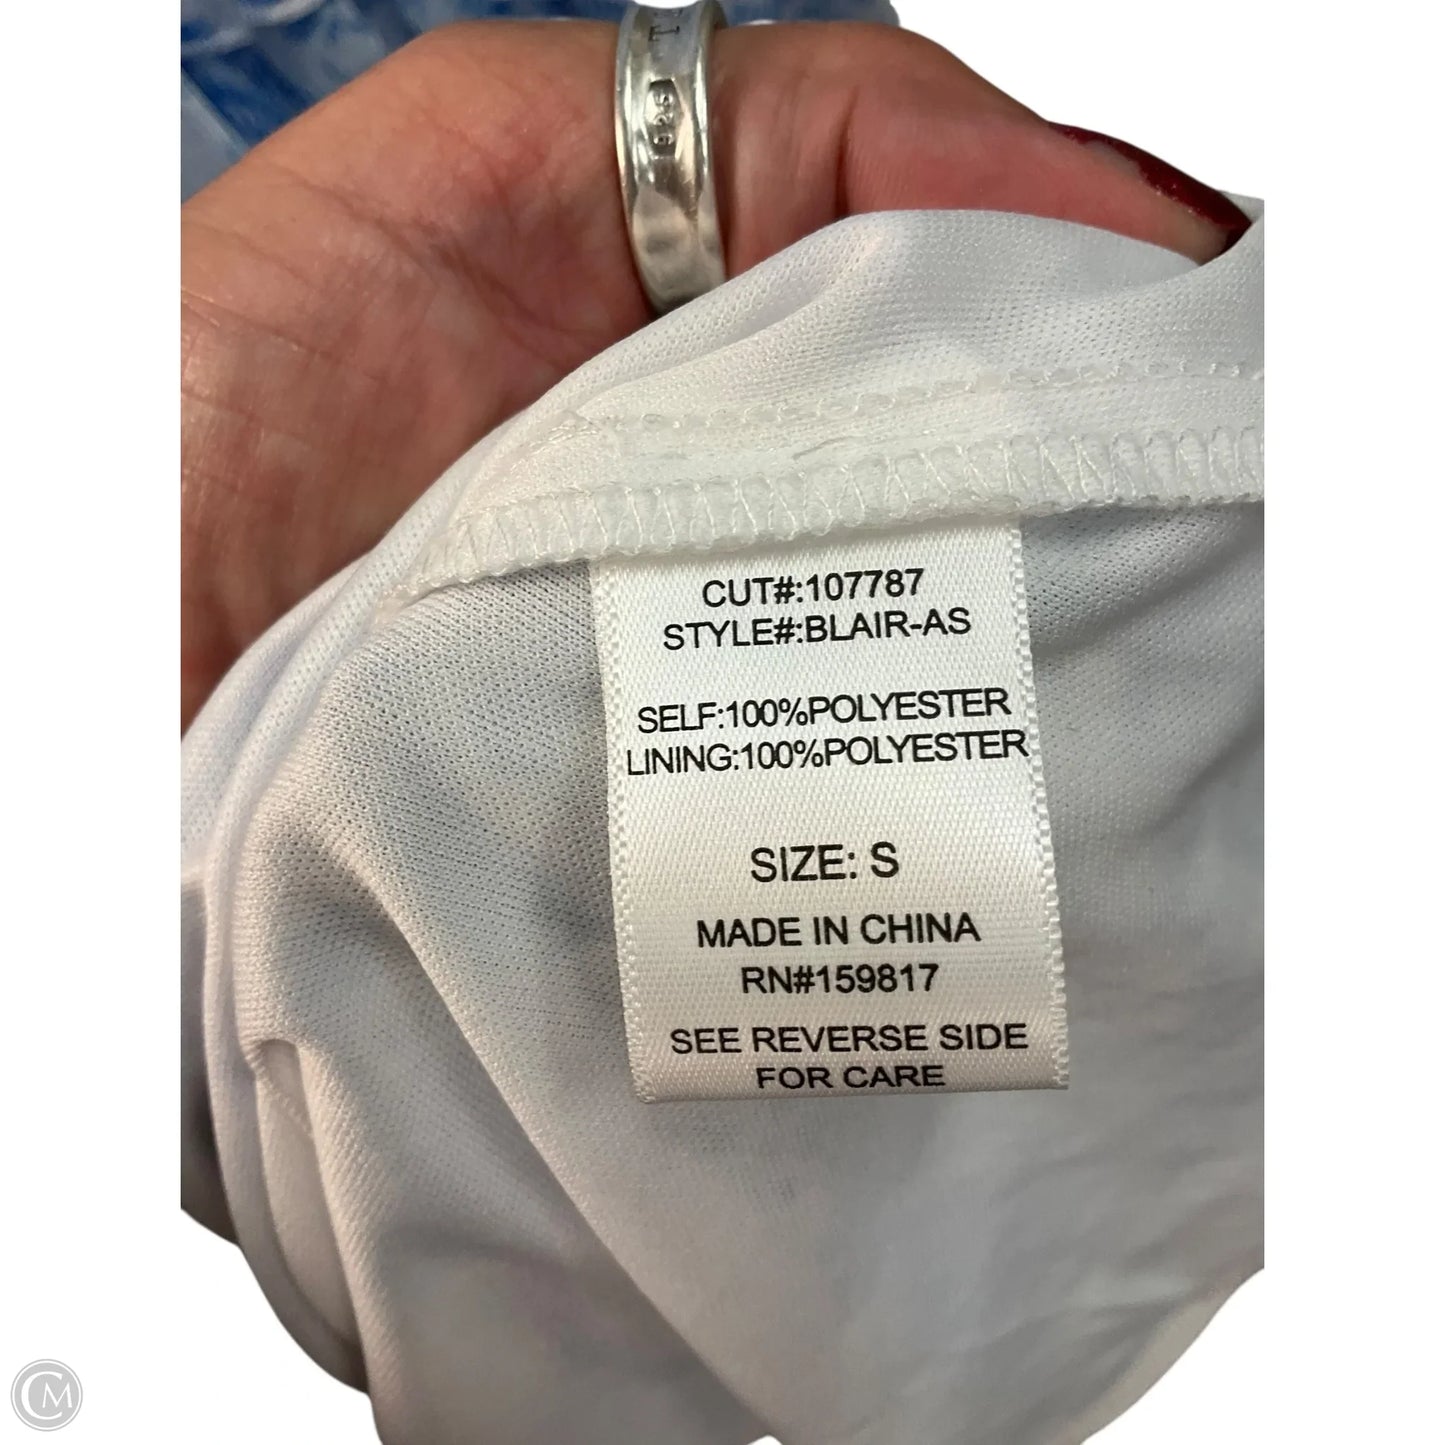 T
925
CUT#:107787
STYLE#:BLAIR-AS
SELF:100%POLYESTER
LINING:100%POLYESTER
SIZE: S
MADE IN CHINA
RN#159817
SEE REVERSE SIDE
FOR CARE
CM